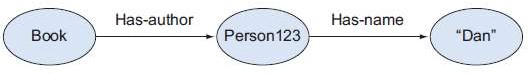 Book
Has-author
Person123
Has-name
“Dan”